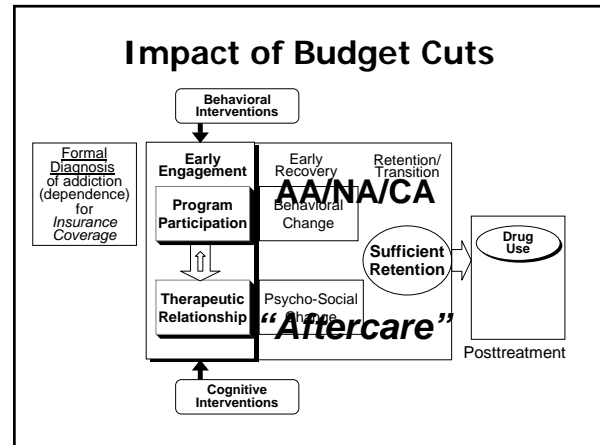 Impact of Budget Cuts
Behavioral
Interventions
Formal
Diagnosis
of addiction
(dependence)
for
Insurance
Coverage
Early
Engagement
Program
Participation
Therapeutic
Relationship
Early
Recovery
Retention/
Transition
AA/NA/CA
Behavioral
Change
Sufficient
Retention
Psycho-Social
Change
“Aftercare”
Drug
Use
Posttreatment
Cognitive
Interventions